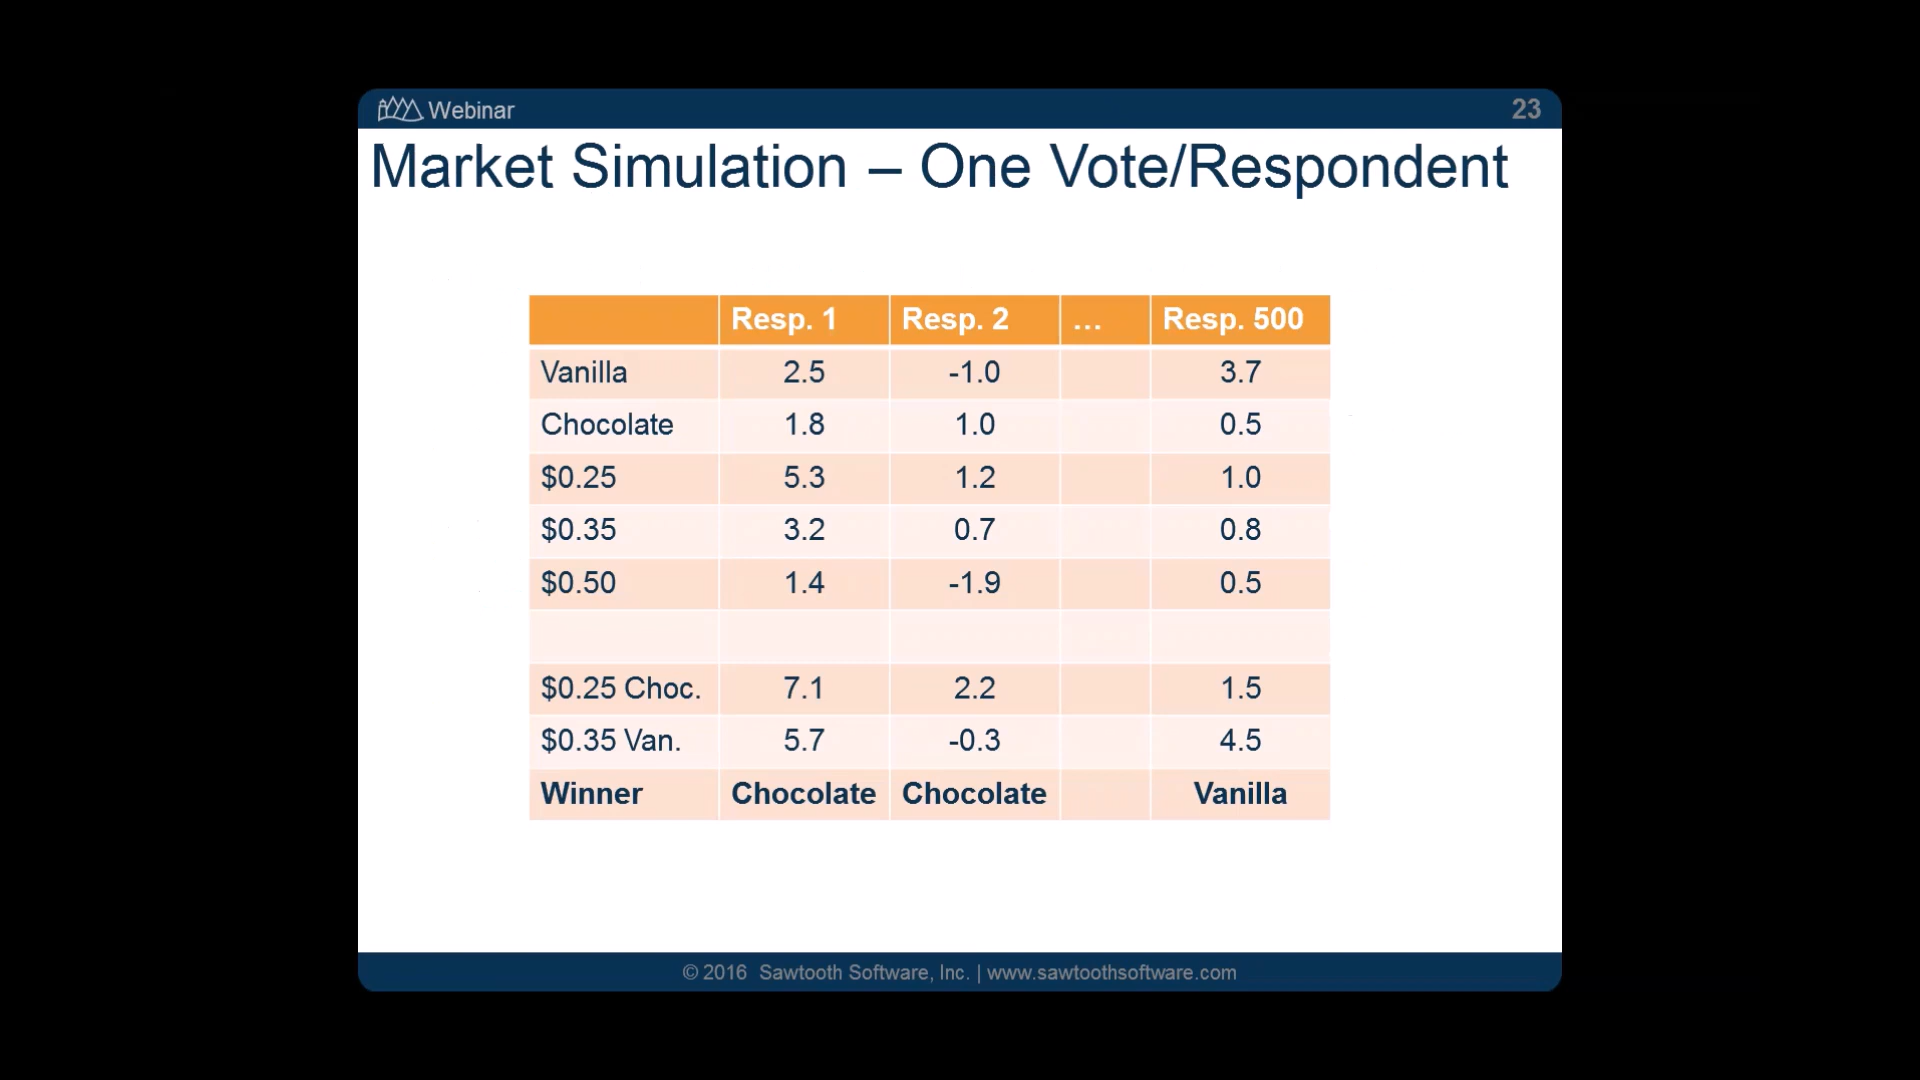 Webinar 23
Market Simulation – One Vote/Respondent
Resp. 1 Resp. 2 ... Resp. 500
Vanilla 2.5 -1.0 3.7
Chocolate 1.8 1.0 0.5
$0.25 5.3 1.2 1.0
$0.35 3.2 0.7 0.8
$0.50 1.4 -1.9 0.5
$0.25 Choc. 7.1 2.2 1.5
$0.35 Van. 5.7 -0.3 4.5
Winner Chocolate Chocolate Vanilla
© 2016 Sawtooth Software, Inc. | www.sawtoothsoftware.com